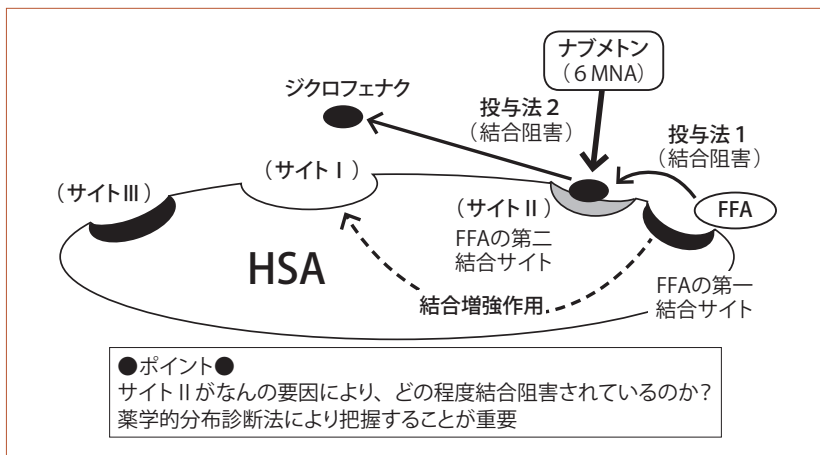 ナブメトン
（6 MNA）
ジクロフェナク
投与法 2
（結合阻害）
投与法 1
（結合阻害）
（サイト I ）
（サイト III ）
（サイト II ）
FFA
FFAの第二
結合サイト
HSA
FFAの第一
結合サイト
結合増強作用
●ポイント●
サイト II がなんの要因により、どの程度結合阻害されているのか？
薬学的分布診断法により把握することが重要